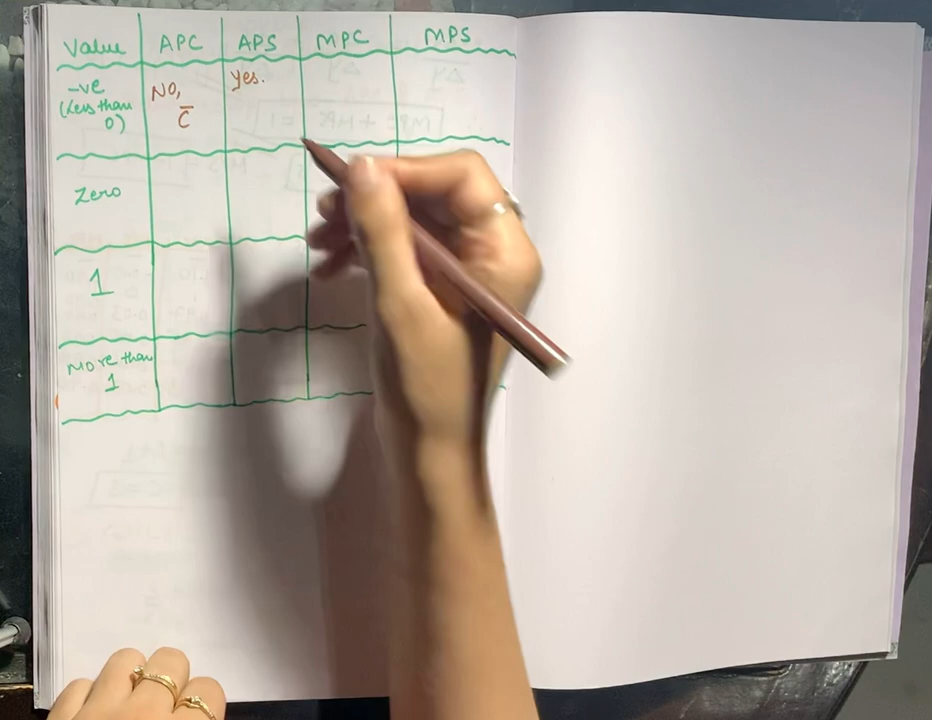 Value APC APS MPC MPS
-ve (Less than 0) NO, C̅ Yes.
Zero
1
More than 1